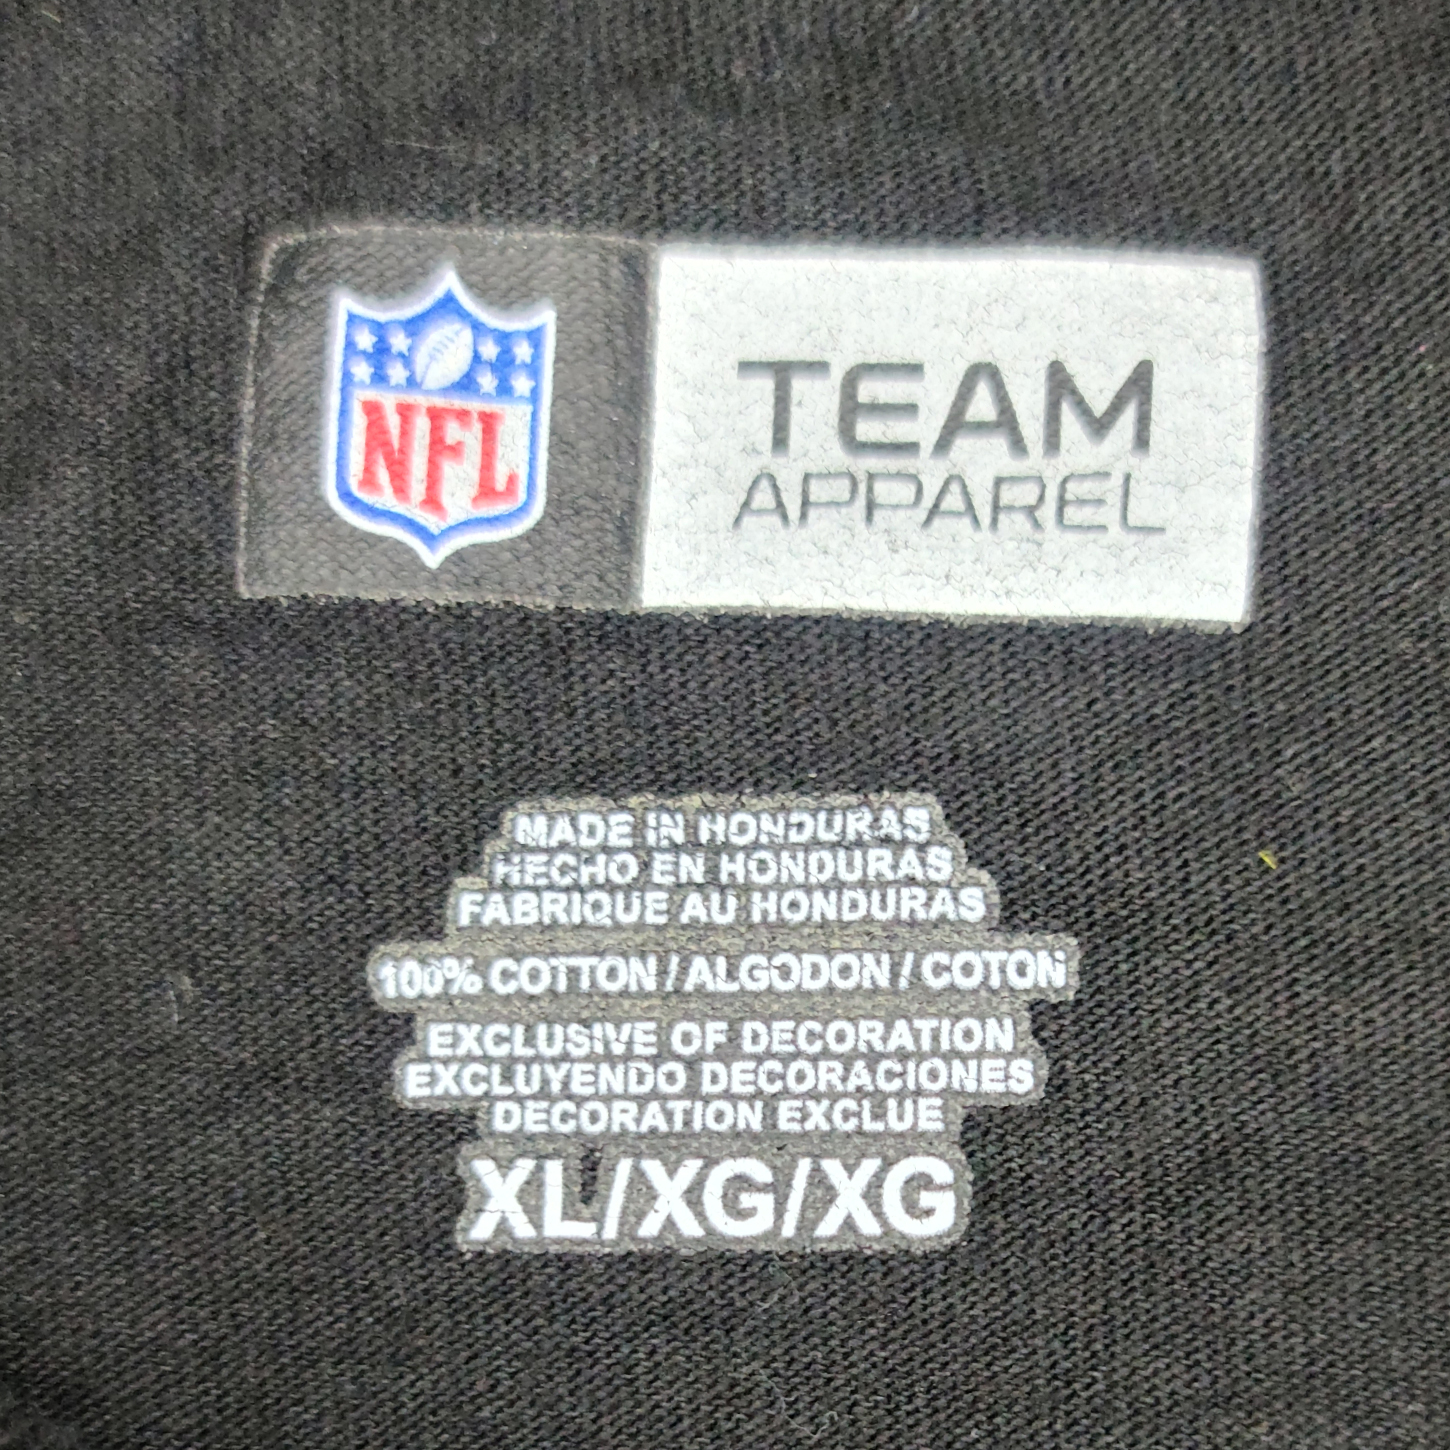 NFL
TEAM
APPAREL
MADE IN HONDURAS
HECHO EN HONDURAS
FABRIQUE AU HONDURAS
100% COTTON / ALGODON / COTON
EXCLUSIVE OF DECORATION
EXCLUYENDO DECORACIONES
DECORATION EXCLUE
XL/XG/XG